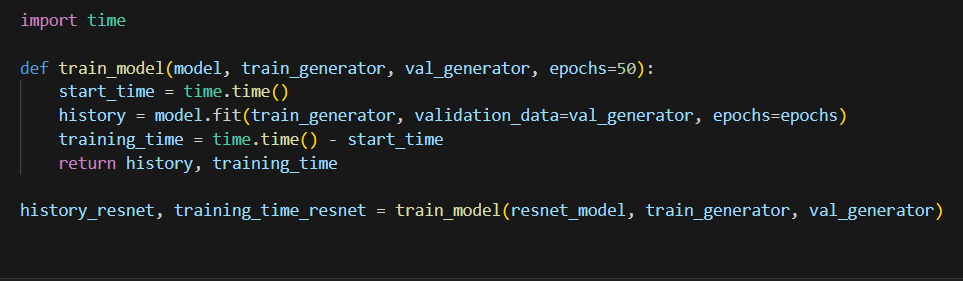 import time
def train_model(model, train_generator, val_generator, epochs=50):
start_time = time.time()
history = model.fit(train_generator, validation_data=val_generator, epochs=epochs)
training_time = time.time() - start_time
return history, training_time
history_resnet, training_time_resnet = train_model(resnet_model, train_generator, val_generator)